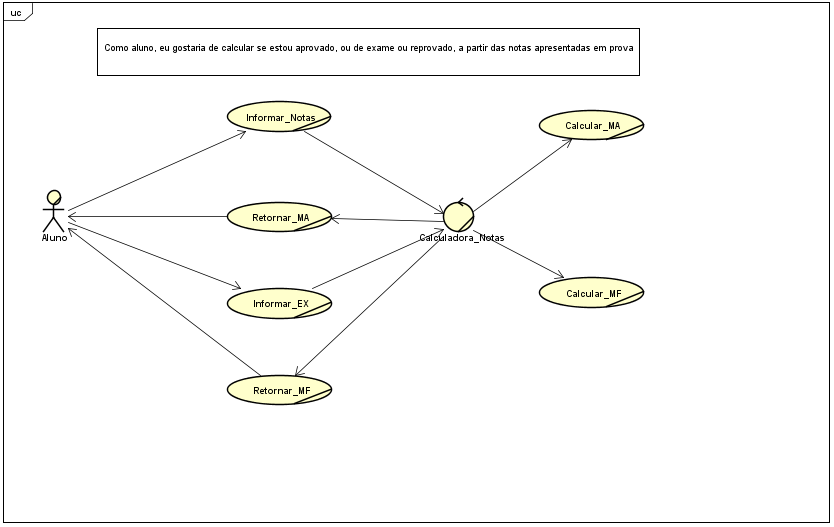 uc
Como aluno, eu gostaria de calcular se estou aprovado, ou de exame ou reprovado, a partir das notas apresentadas em prova
Informar_Notas
Calcular_MA
Retornar_MA
Aluno
Calculadora_Notas
Informar_EX
Calcular_MF
Retornar_MF